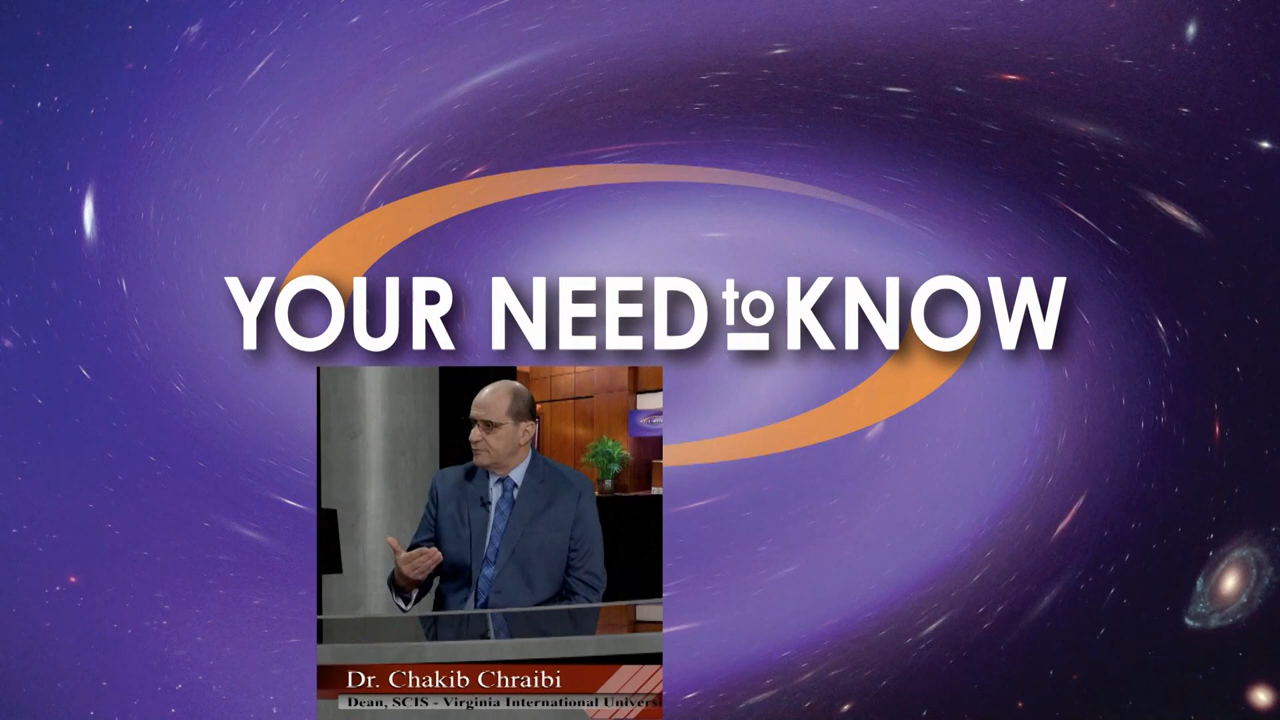 YOUR NEED to KNOW
Dr. Chakib Chraibi
Dean, SCIS - Virginia International Universi